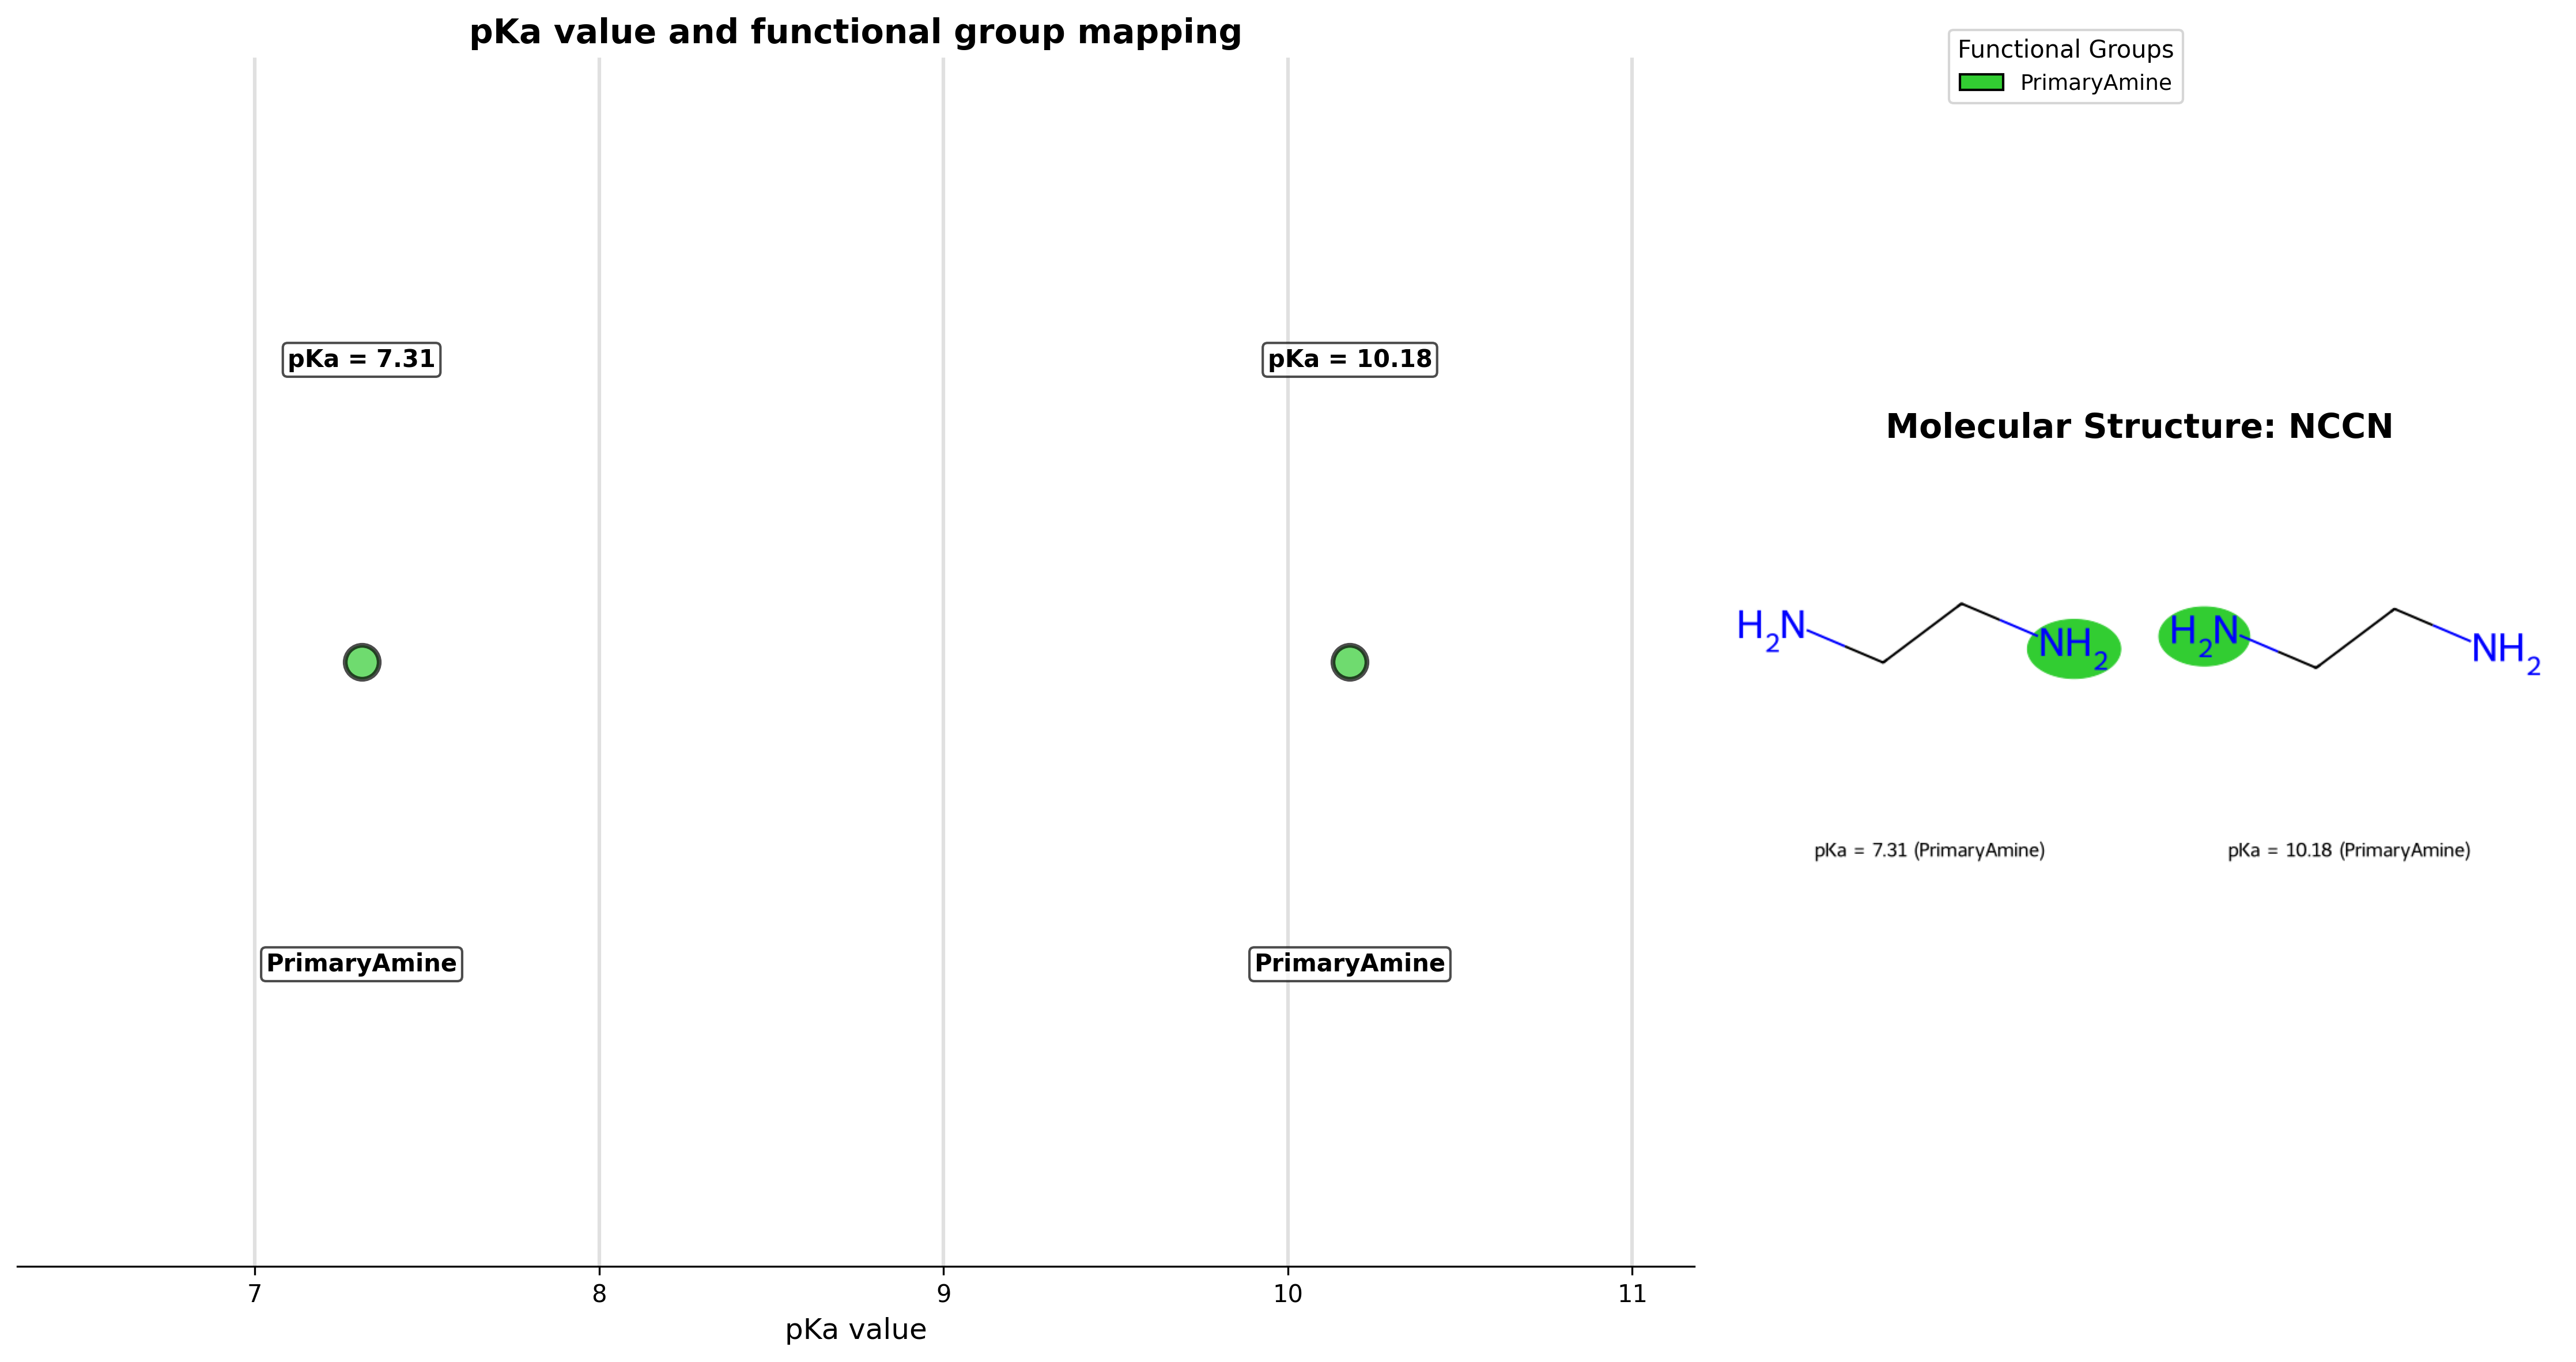 pKa value and functional group mapping
pKa = 7.31
pKa = 10.18
PrimaryAmine
PrimaryAmine
7
8
9
10
11
pKa value
Functional Groups
PrimaryAmine
Molecular Structure: NCCN
H2N
NH2
H2N
NH2
pKa = 7.31 (PrimaryAmine)
pKa = 10.18 (PrimaryAmine)